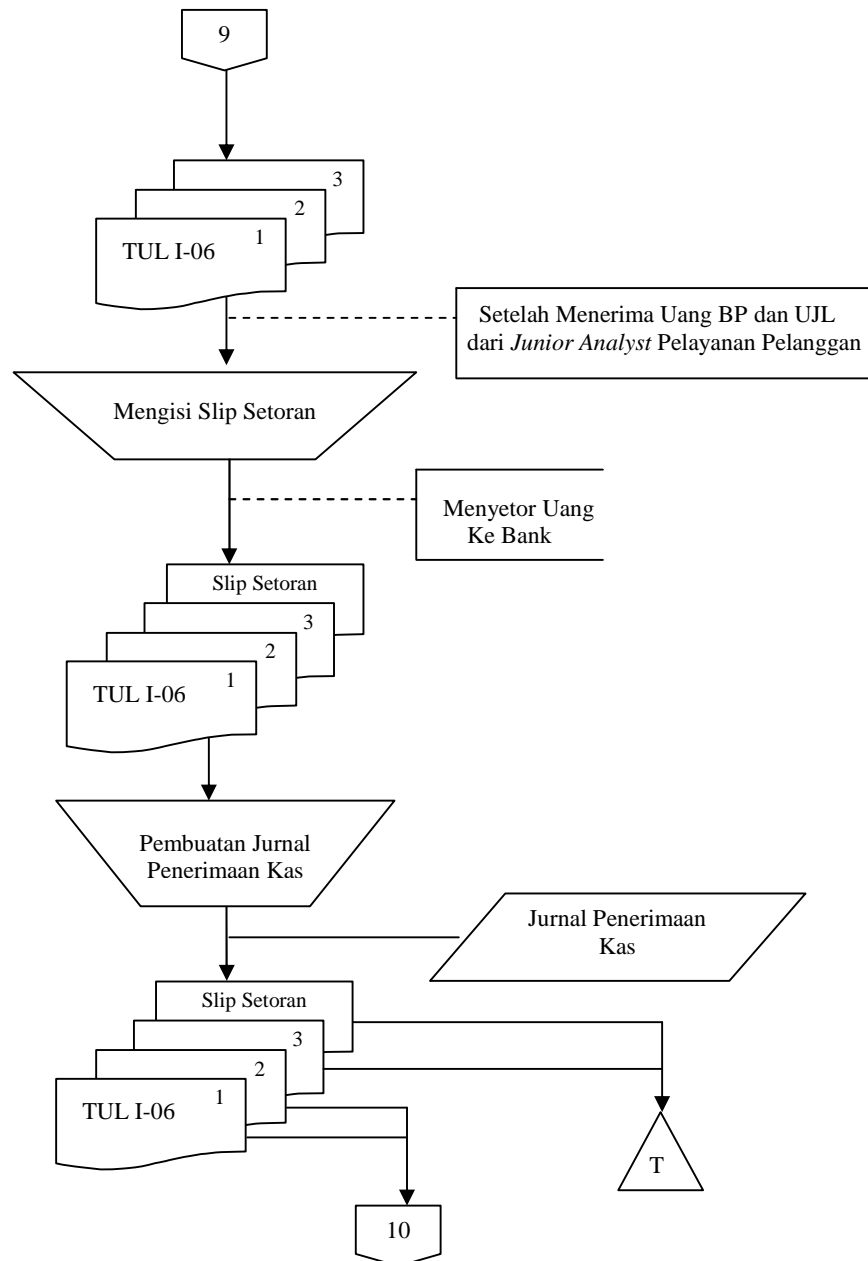 9
3
2
TUL I-06 1
Setelah Menerima Uang BP dan UJL
dari Junior Analyst Pelayanan Pelanggan
Mengisi Slip Setoran
Menyetor Uang
Ke Bank
Slip Setoran
3
2
TUL I-06 1
Pembuatan Jurnal
Penerimaan Kas
Jurnal Penerimaan
Kas
Slip Setoran
3
2
TUL I-06 1
T
10